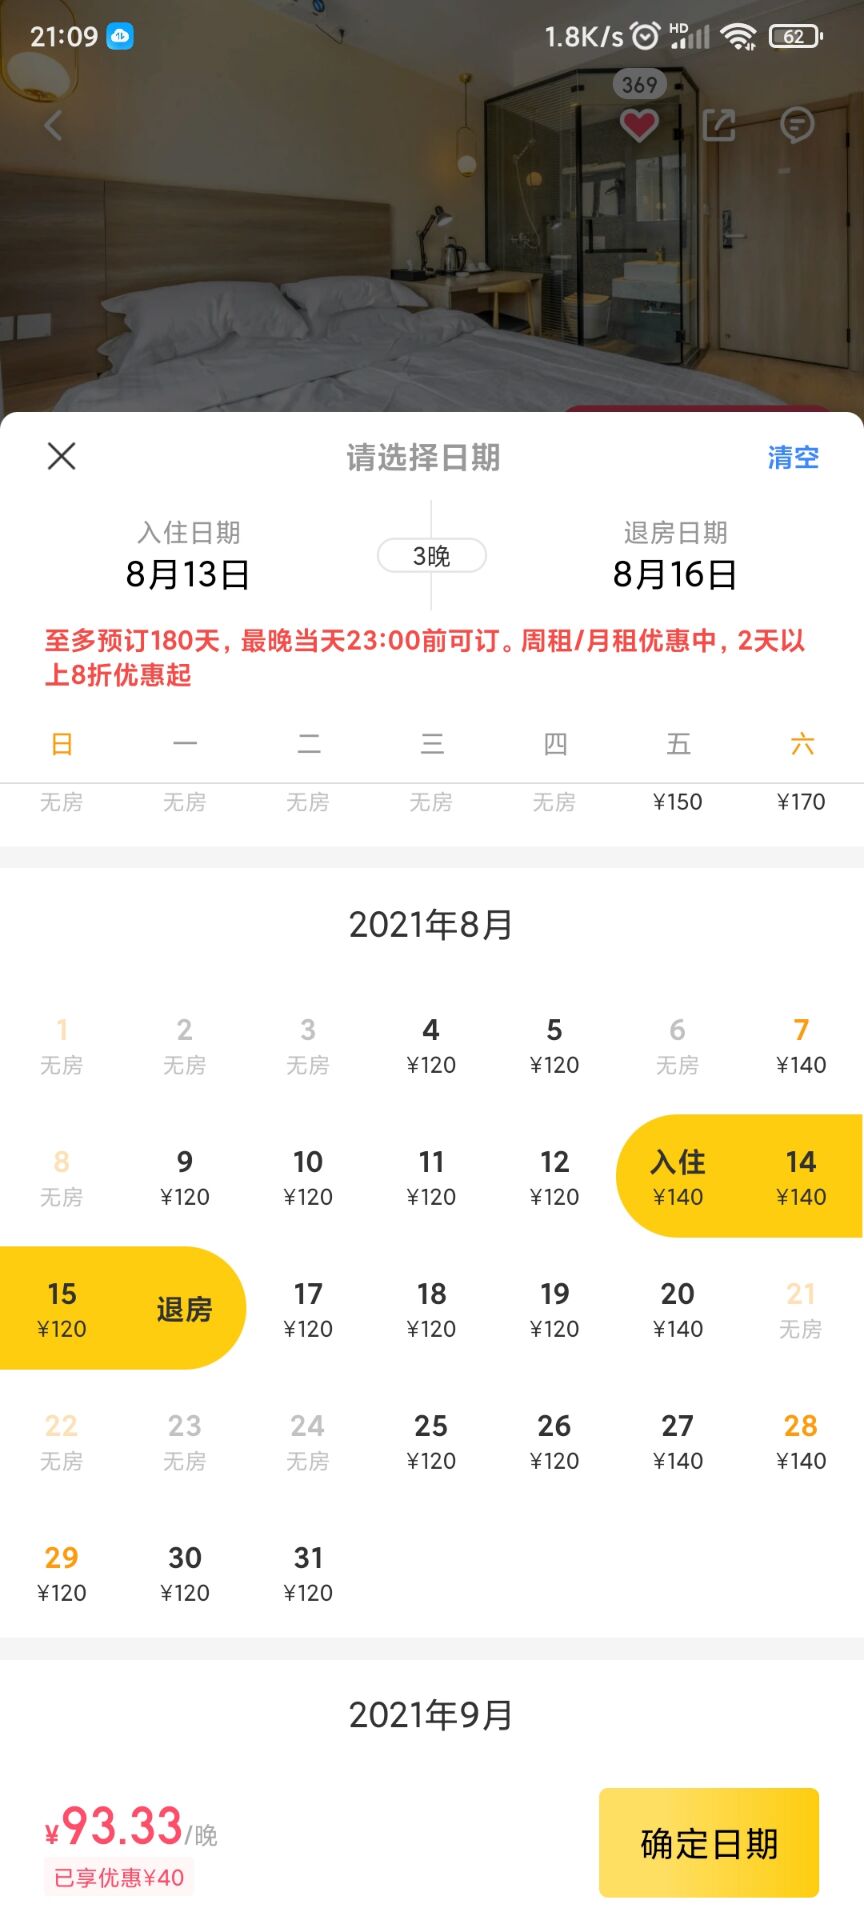 21:09 1.8K/s HD 62
369
请选择日期 清空
入住日期 退房日期
8月13日 3晚 8月16日
至多预订180天，最晚当天23:00前可订。周租/月租优惠中，2天以
上8折优惠起
日 一 二 三 四 五 六
无房 无房 无房 无房 无房 ¥150 ¥170
2021年8月
1 2 3 4 5 6 7
无房 无房 无房 ¥120 ¥120 无房 ¥140
8 9 10 11 12 入住 14
无房 ¥120 ¥120 ¥120 ¥120 ¥140 ¥140
15 退房 17 18 19 20 21
¥120 ¥120 ¥120 ¥120 ¥140 无房
22 23 24 25 26 27 28
无房 无房 无房 ¥120 ¥120 ¥140 ¥140
29 30 31
¥120 ¥120 ¥120
2021年9月
¥93.33/晚
已享优惠¥40
确定日期